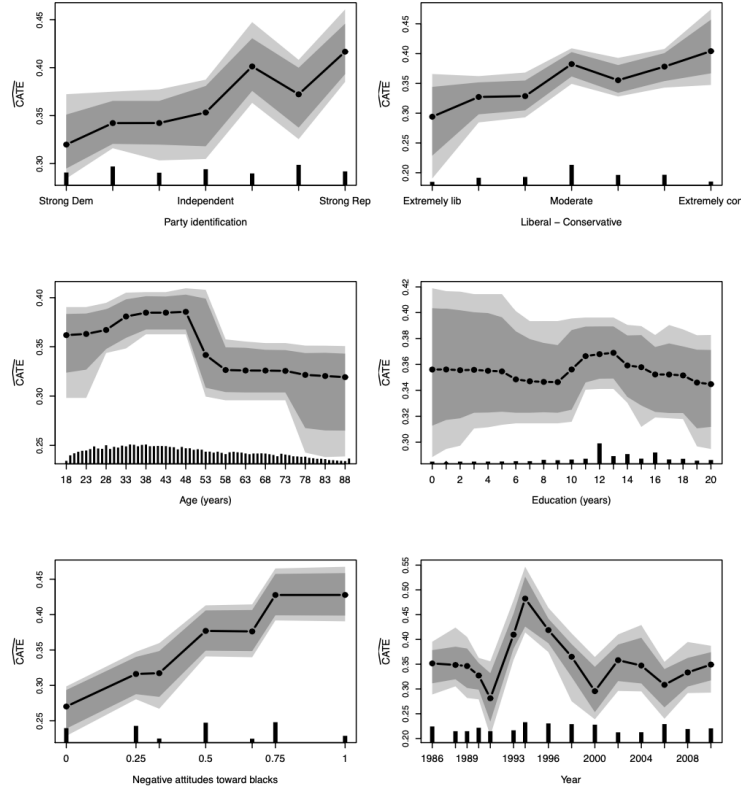 0.45
0.40
0.35
0.30
CATE
Strong Dem Independent Strong Rep
Party identification
0.45
0.40
0.35
0.30
0.25
0.20
CATE
Extremely lib Moderate Extremely con
Liberal − Conservative
0.40
0.35
0.30
0.25
CATE
18 23 28 33 38 43 48 53 58 63 68 73 78 83 88
Age (years)
0.42
0.40
0.38
0.36
0.34
0.32
0.30
CATE
0 2 4 6 8 10 12 14 16 18 20
Education (years)
0.45
0.40
0.35
0.30
0.25
CATE
0 0.25 0.5 0.75 1
Negative attitudes toward blacks
0.55
0.50
0.45
0.40
0.35
0.30
0.25
0.20
CATE
1986 1989 1993 1996 2000 2004 2008
Year